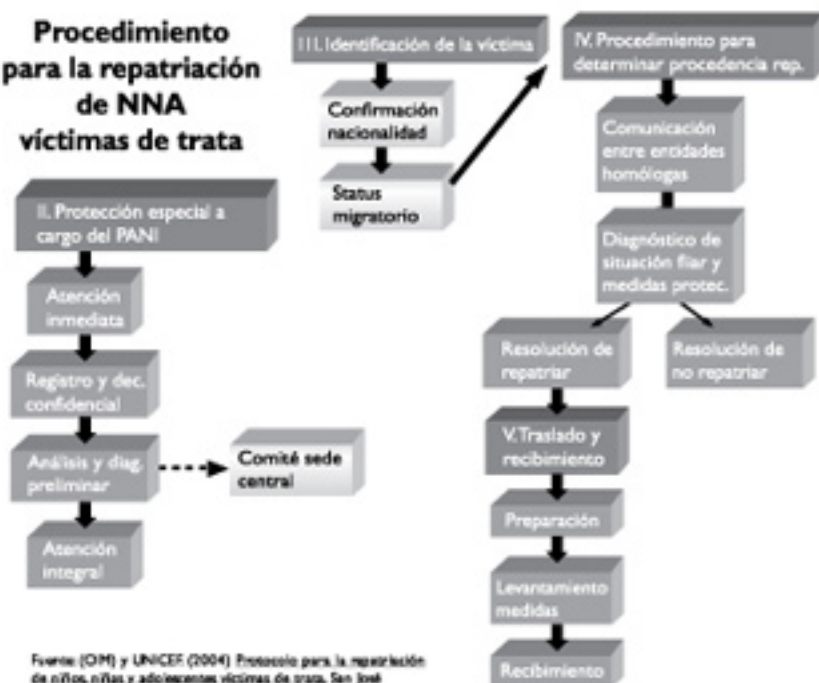 Procedimiento
para la repatriación
de NNA
víctimas de trata
II. Protección especial a
cargo del PANI
Atención
inmediata
Registro y dec.
confidencial
Análisis y diag.
preliminar
Comité sede
central
Atención
integral
III. Identificación de la víctima
Confirmación
nacionalidad
Status
migratorio
IV. Procedimiento para
determinar procedencia rep.
Comunicación
entre entidades
homólogas
Diagnóstico de
situación fliar y
medidas protec.
Resolución de
repatriar
Resolución de
no repatriar
V. Traslado y
recibimiento
Preparación
Levantamiento
medidas
Recibimiento
Fuente: (OIM) y UNICEF. (2004) Protocolo para la repatriación
de niños, niñas y adolescentes víctimas de trata. San José